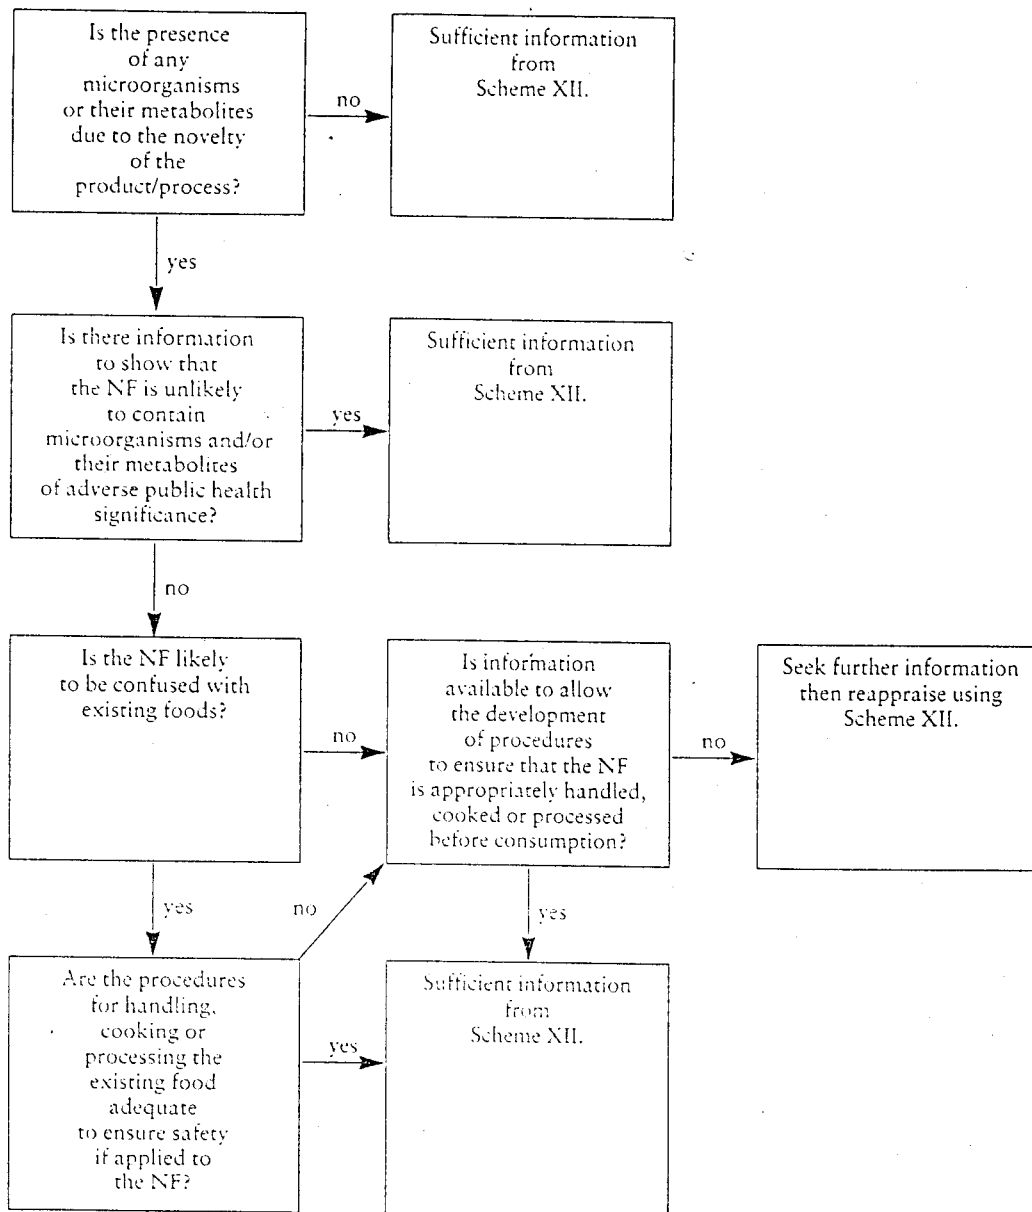 Is the presence
of any
microorganisms
or their metabolites
due to the novelty
of the
product/process?
no
Sufficient information
from
Scheme XII.
yes
Is there information
to show that
the NF is unlikely
to contain
microorganisms and/or
their metabolites
of adverse public health
significance?
yes
Sufficient information
from
Scheme XII.
no
Is the NF likely
to be confused with
existing foods?
no
Is information
available to allow
the development
of procedures
to ensure that the NF
is appropriately handled,
cooked or processed
before consumption?
no
Seek further information
then reappraise using
Scheme XII.
yes
no
yes
Are the procedures
for handling,
cooking or
processing the
existing food
adequate
to ensure safety
if applied to
the NF?
yes
Sufficient information
from
Scheme XII.